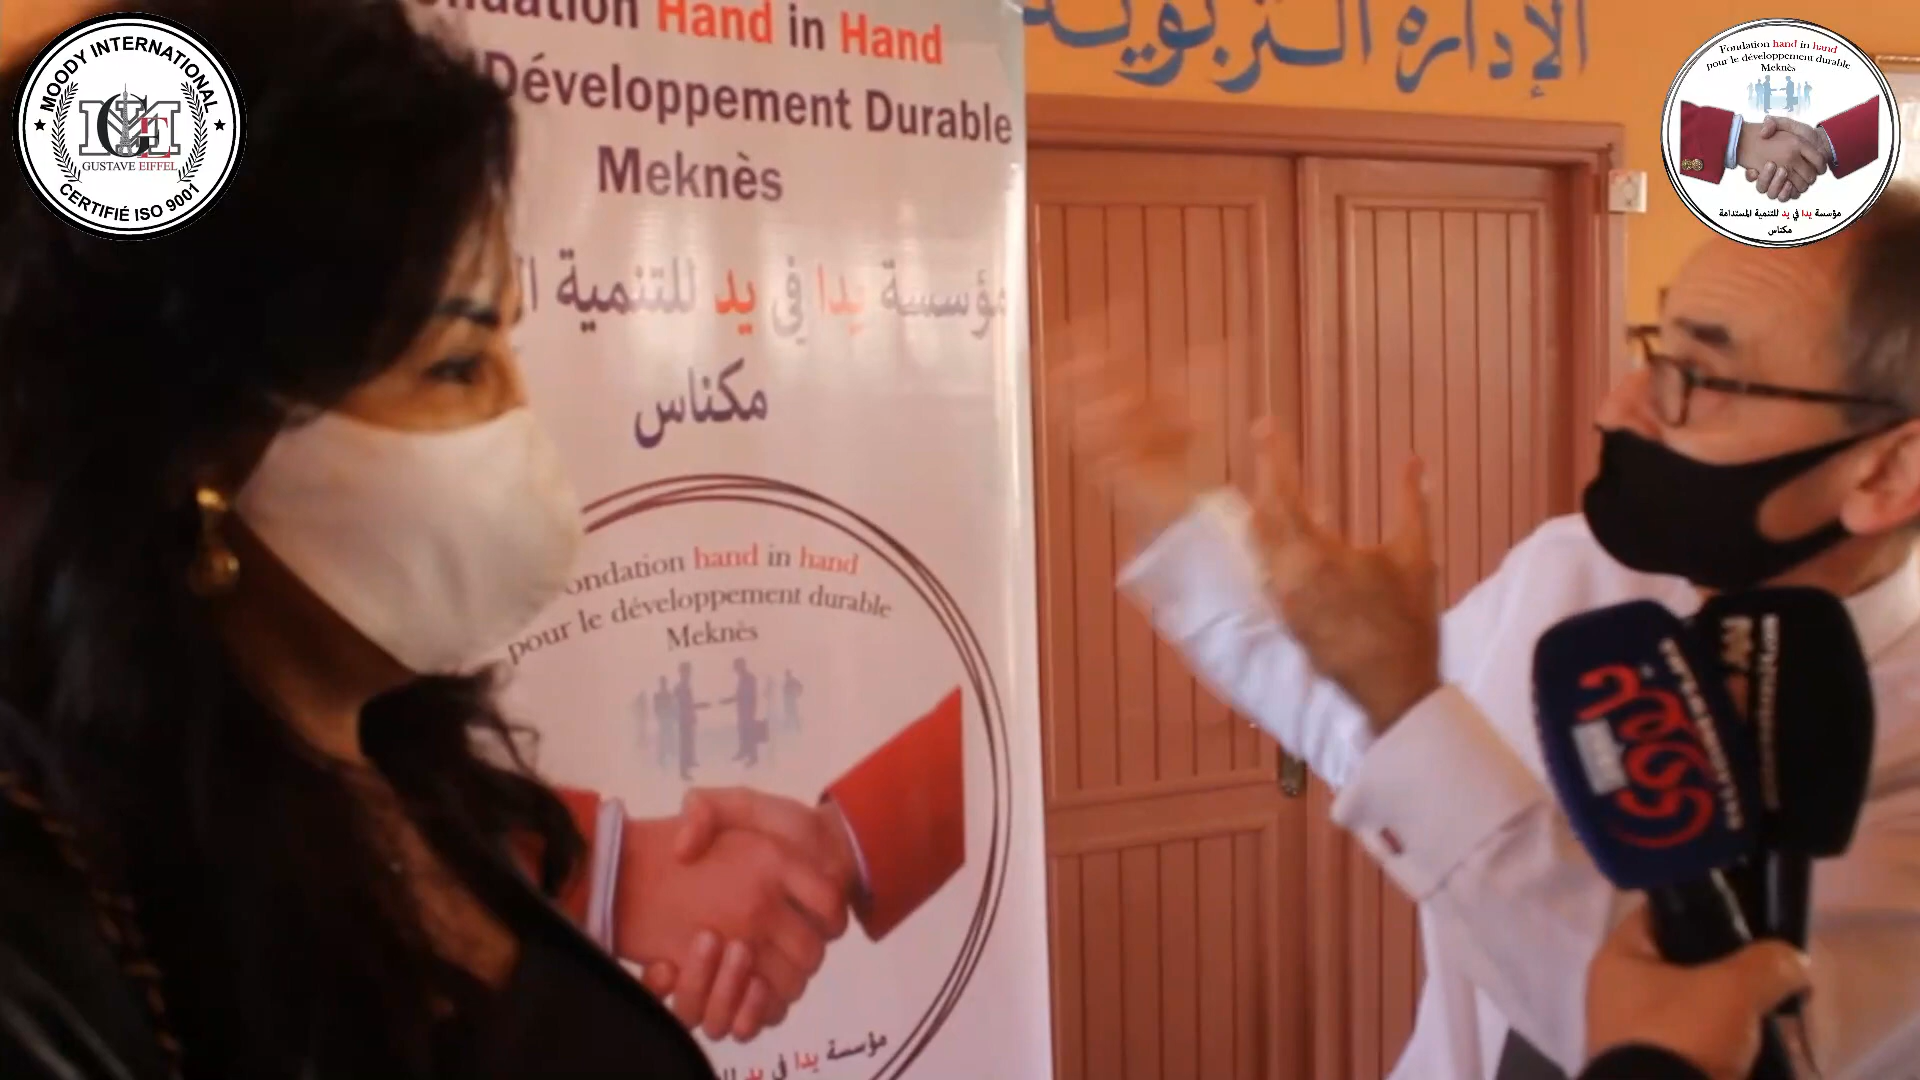 MOODY INTERNATIONAL
GUSTAVE EIFFEL
CERTIFIÉ ISO 9001
Hand in Hand
Développement Durable
Meknès
مؤسسة يدا في يد للتنمية
مكناس
ondation hand in hand
pour le développement durable
Meknès
مؤسسة يدا في يد
الإدارة التربوية
Fondation hand in hand
pour le développement durable
Meknès
مؤسسة يدا في يد للتنمية المستدامة
مكناس